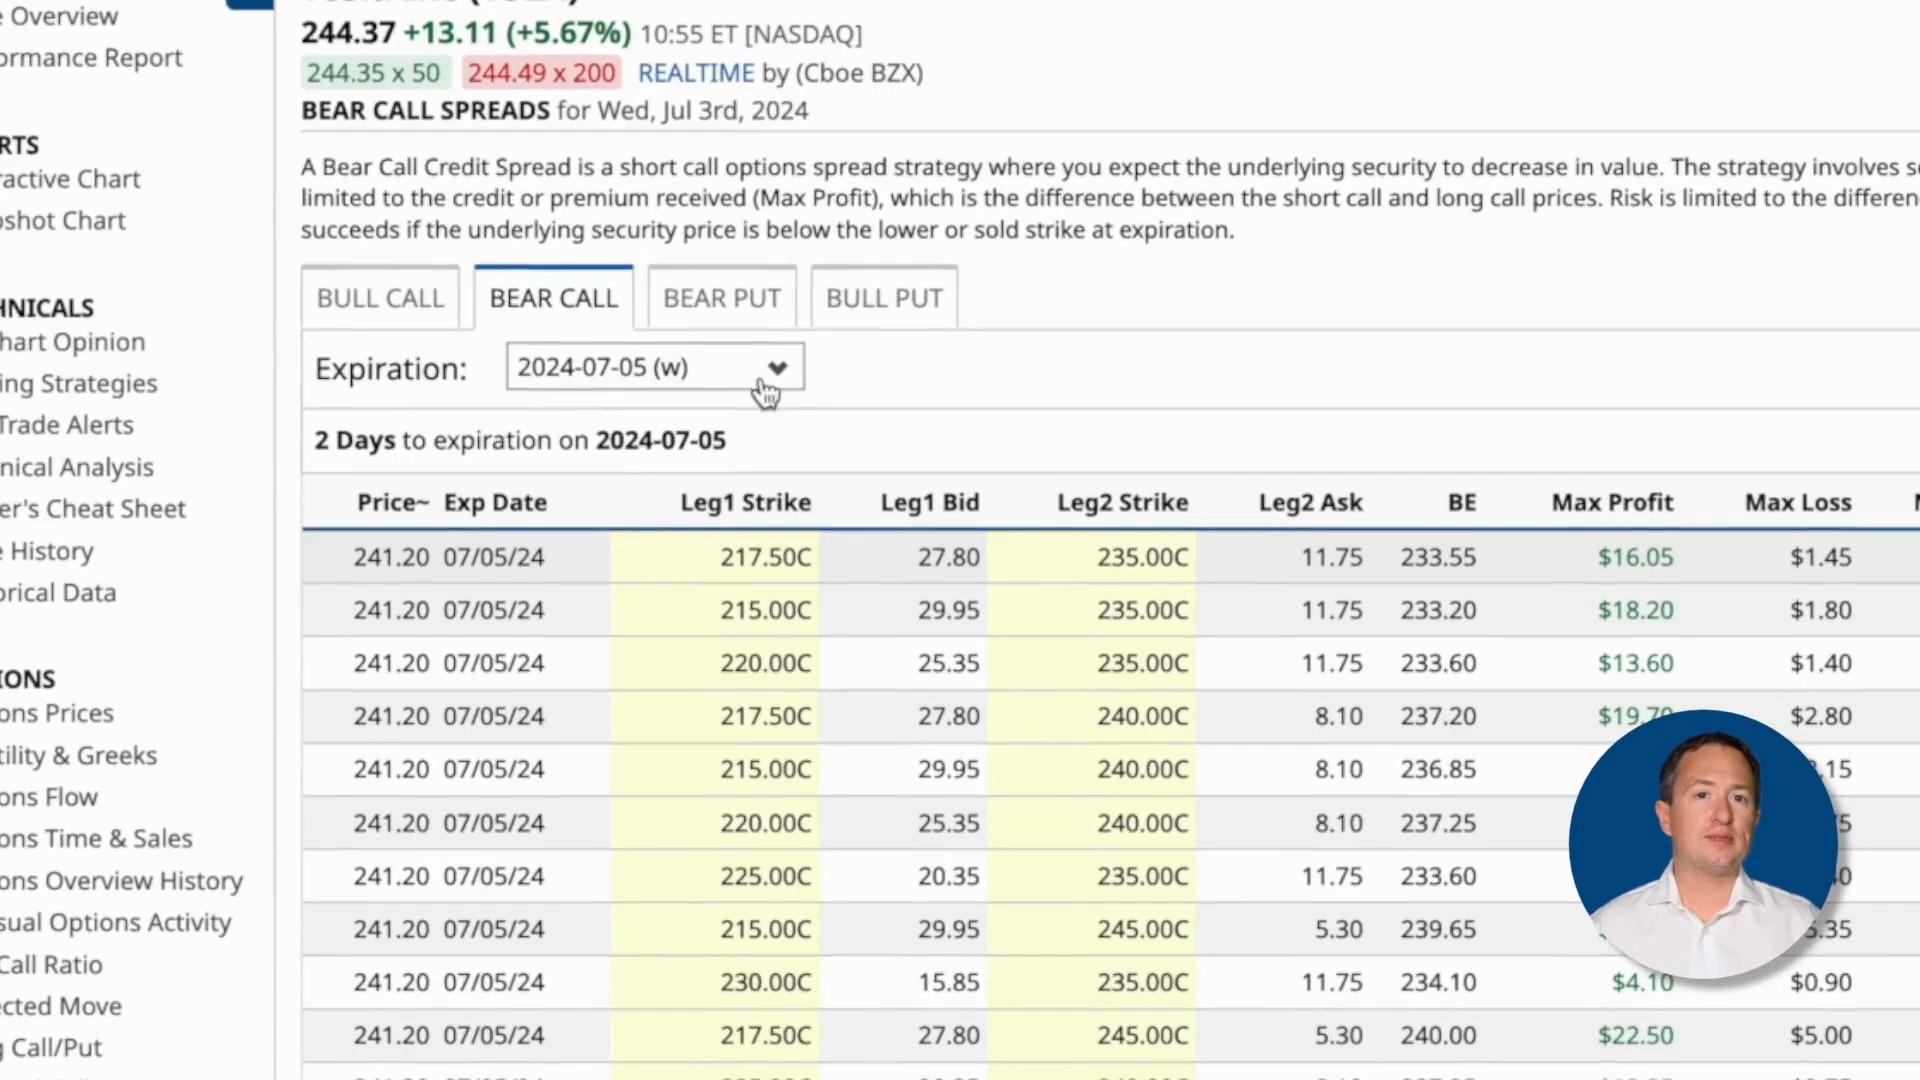 e Overview
ormance Report
RTS
ractive Chart
pshot Chart
HNICALS
hart Opinion
ing Strategies
Trade Alerts
nical Analysis
er's Cheat Sheet
e History
orical Data
IONS
ons Prices
tility & Greeks
ons Flow
ons Time & Sales
ons Overview History
sual Options Activity
Call Ratio
ected Move
g Call/Put
244.37 +13.11 (+5.67%) 10:55 ET [NASDAQ]
244.35 x 50 244.49 x 200 REALTIME by (Cboe BZX)
BEAR CALL SPREADS for Wed, Jul 3rd, 2024
A Bear Call Credit Spread is a short call options spread strategy where you expect the underlying security to decrease in value. The strategy involves s
limited to the credit or premium received (Max Profit), which is the difference between the short call and long call prices. Risk is limited to the differen
succeeds if the underlying security price is below the lower or sold strike at expiration.
BULL CALL BEAR CALL BEAR PUT BULL PUT
Expiration: 2024-07-05 (w)
2 Days to expiration on 2024-07-05
Price~ Exp Date Leg1 Strike Leg1 Bid Leg2 Strike Leg2 Ask BE Max Profit Max Loss
241.20 07/05/24 217.50C 27.80 235.00C 11.75 233.55 $16.05 $1.45
241.20 07/05/24 215.00C 29.95 235.00C 11.75 233.20 $18.20 $1.80
241.20 07/05/24 220.00C 25.35 235.00C 11.75 233.60 $13.60 $1.40
241.20 07/05/24 217.50C 27.80 240.00C 8.10 237.20 $19.70 $2.80
241.20 07/05/24 215.00C 29.95 240.00C 8.10 236.85 .15
241.20 07/05/24 220.00C 25.35 240.00C 8.10 237.25 5
241.20 07/05/24 225.00C 20.35 235.00C 11.75 233.60 0
241.20 07/05/24 215.00C 29.95 245.00C 5.30 239.65 5.35
241.20 07/05/24 230.00C 15.85 235.00C 11.75 234.10 $4.10 $0.90
241.20 07/05/24 217.50C 27.80 245.00C 5.30 240.00 $22.50 $5.00